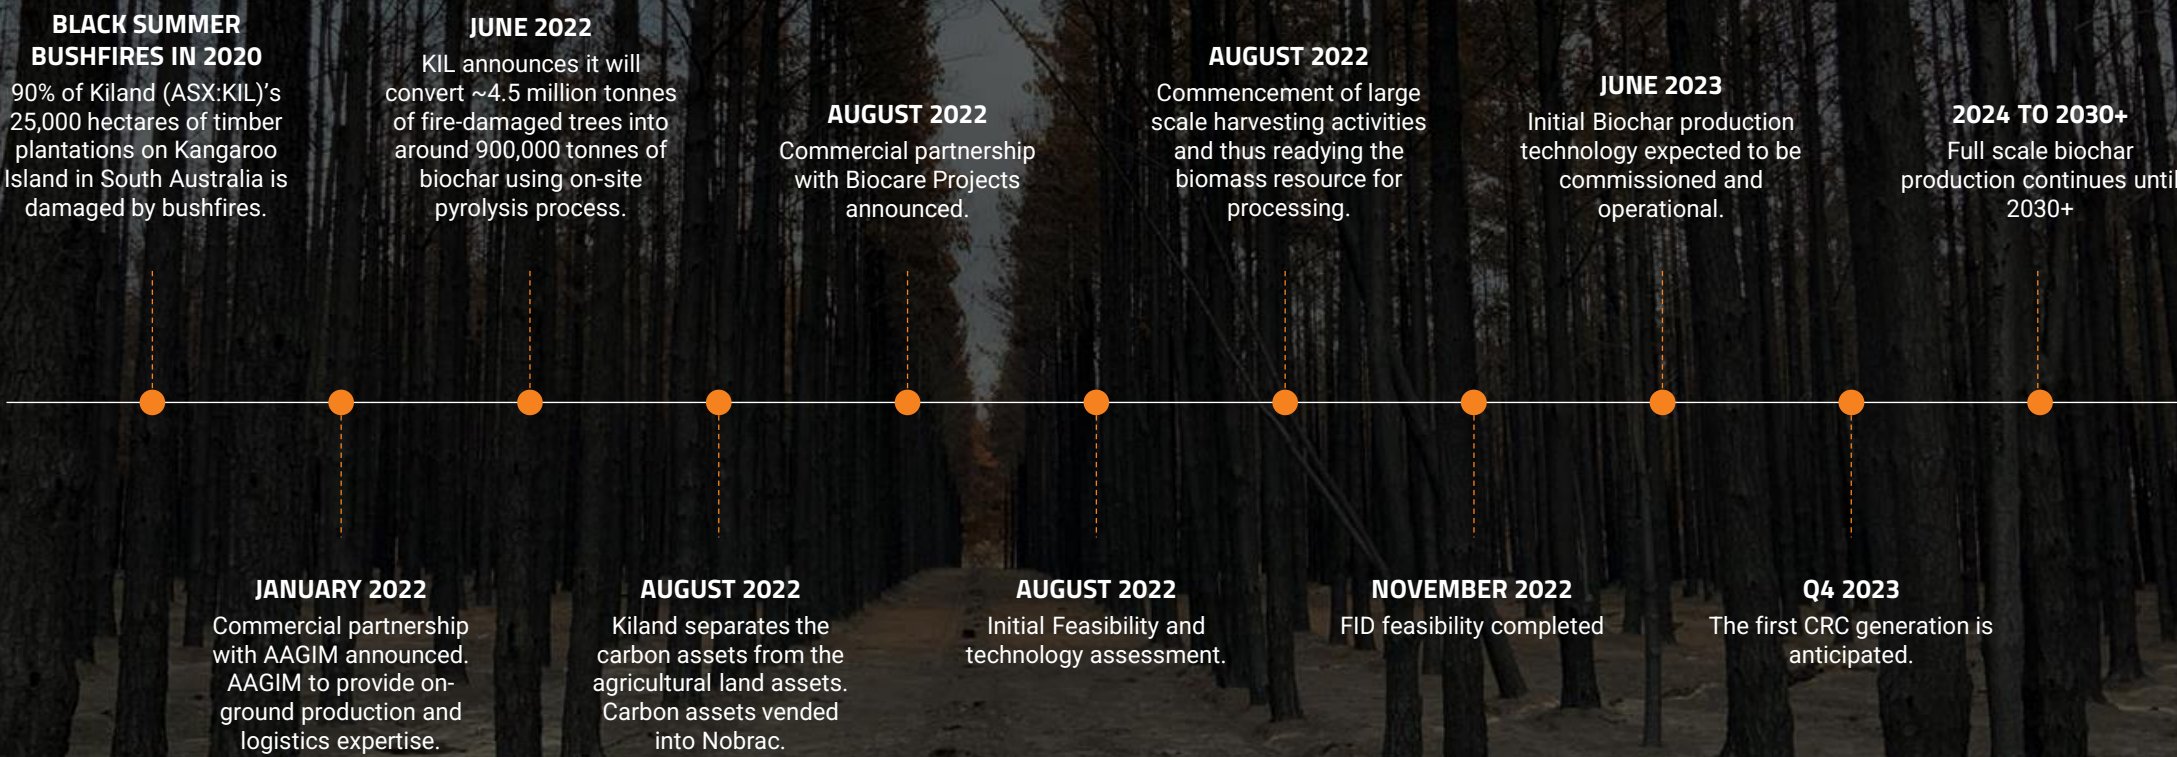 BLACK SUMMER
BUSHFIRES IN 2020
90% of Kiland (ASX:KIL)'s
25,000 hectares of timber
plantations on Kangaroo
Island in South Australia is
damaged by bushfires.
JANUARY 2022
Commercial partnership
with AAGIM announced.
AAGIM to provide on-
ground production and
logistics expertise.
JUNE 2022
KIL announces it will
convert ~4.5 million tonnes
of fire-damaged trees into
around 900,000 tonnes of
biochar using on-site
pyrolysis process.
AUGUST 2022
Kiland separates the
carbon assets from the
agricultural land assets.
Carbon assets vended
into Nobrac.
AUGUST 2022
Commercial partnership
with Biocare Projects
announced.
AUGUST 2022
Initial Feasibility and
technology assessment.
AUGUST 2022
Commencement of large
scale harvesting activities
and thus readying the
biomass resource for
processing.
NOVEMBER 2022
FID feasibility completed
JUNE 2023
Initial Biochar production
technology expected to be
commissioned and
operational.
Q4 2023
The first CRC generation is
anticipated.
2024 TO 2030+
Full scale biochar
production continues until
2030+